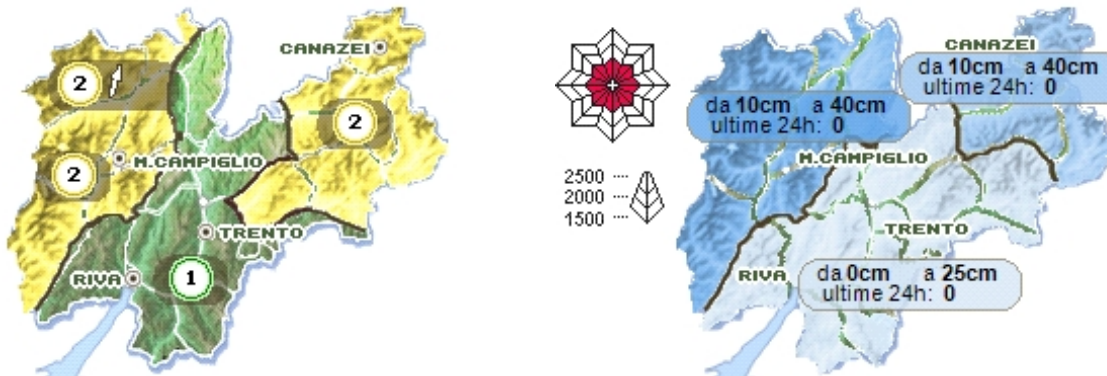 CANAZEI
2
2
2
M.CAMPIGLIO
TRENTO
RIVA
1
2500
2000
1500
CANAZEI
da 10cm a 40cm
ultime 24h: 0
da 10cm a 40cm
ultime 24h: 0
M.CAMPIGLIO
TRENTO
RIVA
da 0cm a 25cm
ultime 24h: 0